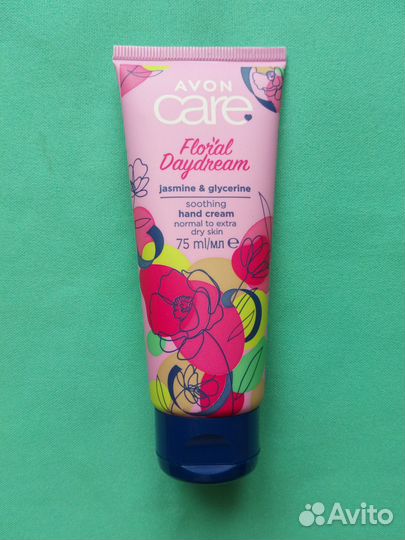 AVON
care
Floral
Daydream
jasmine & glycerine
soothing
hand cream
normal to extra
dry skin
75 ml/мл ℮
Avito